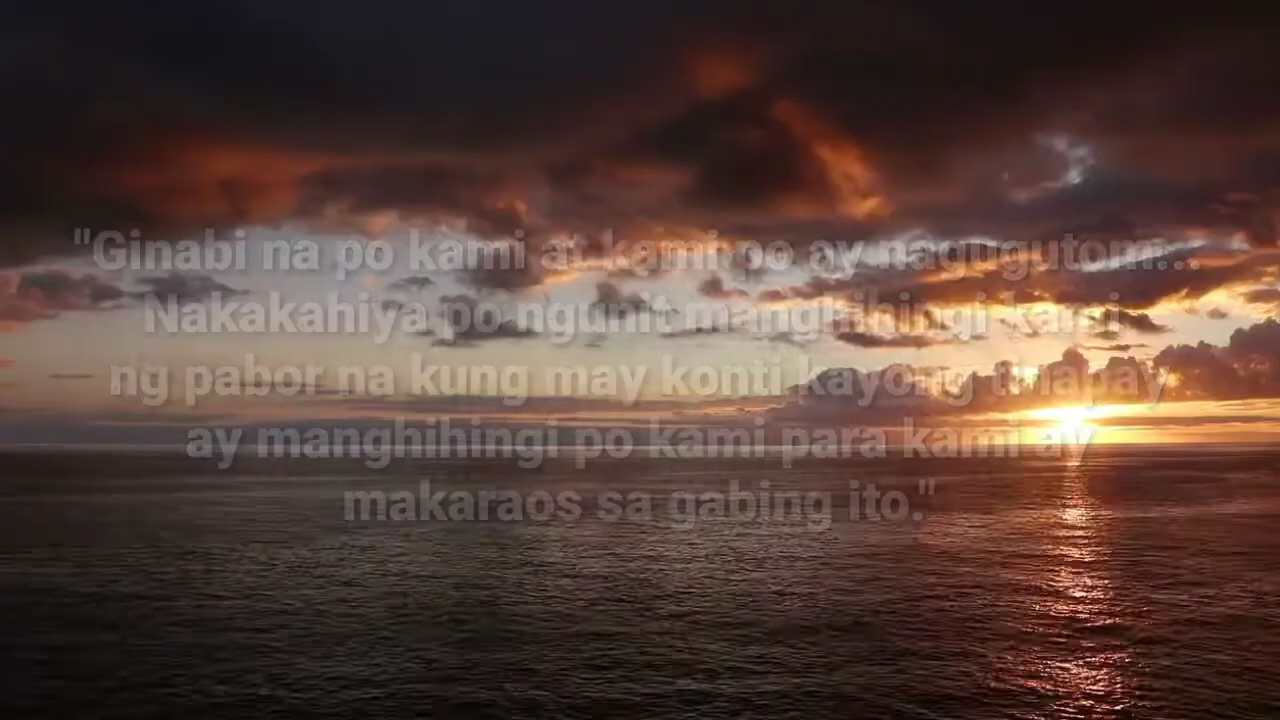 "Ginabi na po kami at kami po ay nagugutom...
Nakakahiya po ngunit manghihingi kami
ng pabor na kung may konti kayong tinapay
ay manghihingi po kami para kami ay
makaraos sa gabing ito."